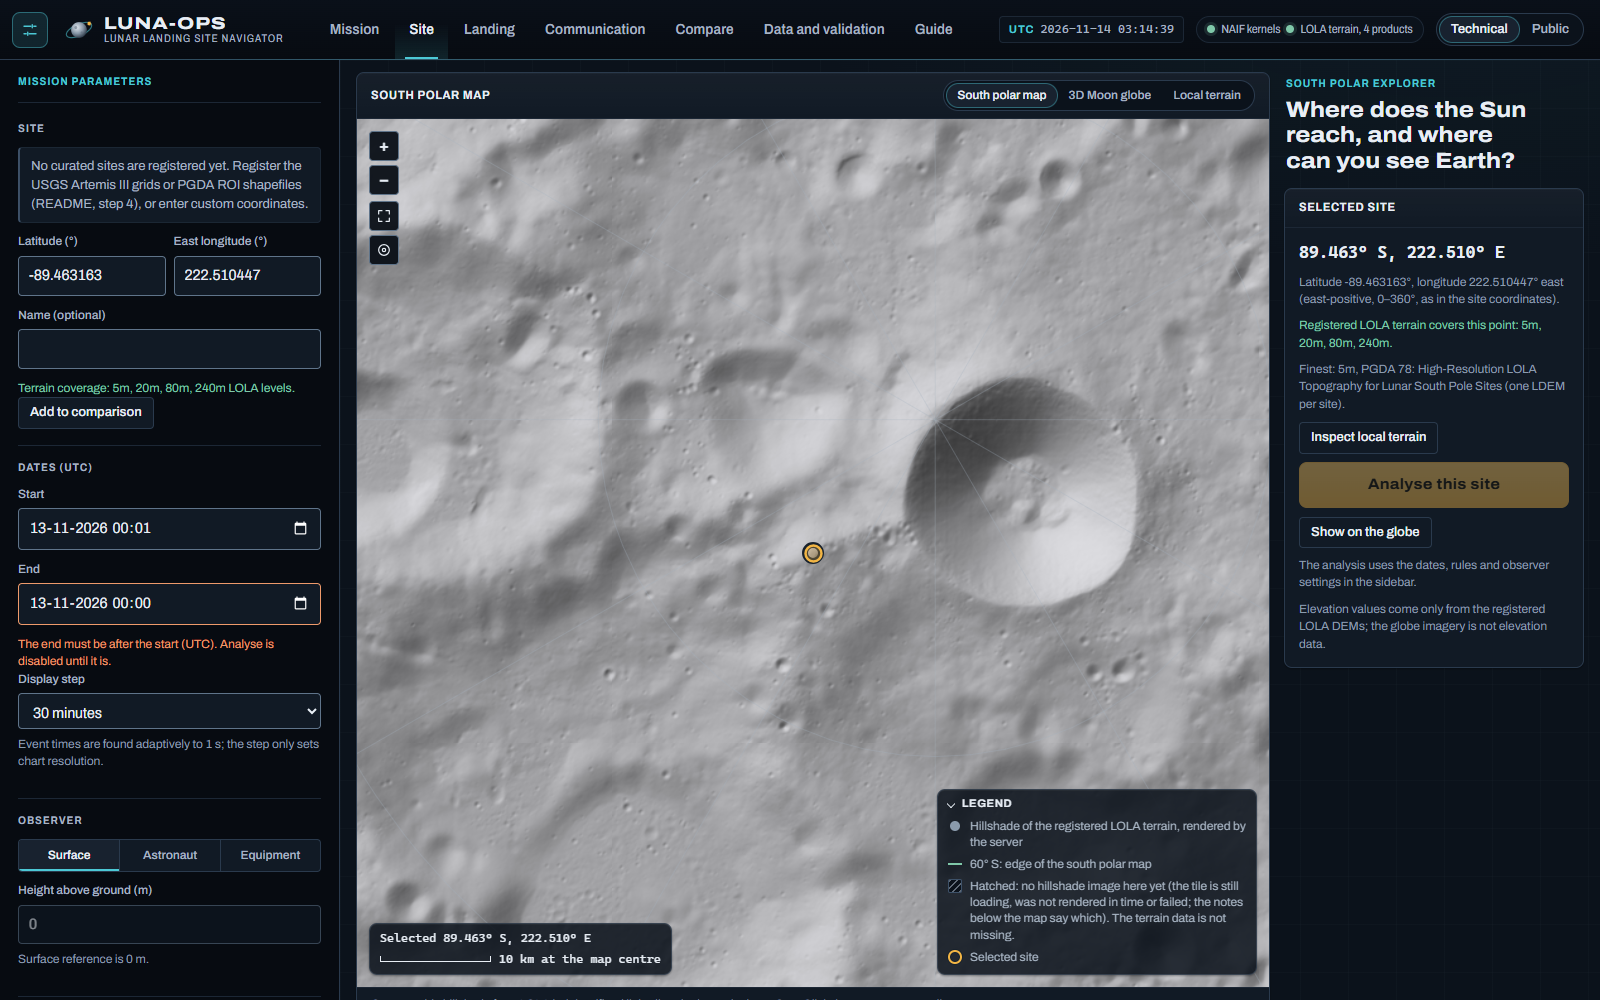 LUNA-OPS
LUNAR LANDING SITE NAVIGATOR
Mission
Site
Landing
Communication
Compare
Data and validation
Guide
UTC 2026-11-14 03:14:39
NAIF kernels
LOLA terrain, 4 products
Technical
Public
MISSION PARAMETERS
SITE
No curated sites are registered yet. Register the
USGS Artemis III grids or PGDA ROI shapefiles
(README, step 4), or enter custom coordinates.
Latitude (°)
East longitude (°)
-89.463163
222.510447
Name (optional)
Terrain coverage: 5m, 20m, 80m, 240m LOLA levels.
Add to comparison
DATES (UTC)
Start
13-11-2026 00:01
End
13-11-2026 00:00
The end must be after the start (UTC). Analyse is
disabled until it is.
Display step
30 minutes
Event times are found adaptively to 1 s; the step only sets
chart resolution.
OBSERVER
Surface
Astronaut
Equipment
Height above ground (m)
0
Surface reference is 0 m.
SOUTH POLAR MAP
South polar map
3D Moon globe
Local terrain
+
−
LEGEND
Hillshade of the registered LOLA terrain, rendered by
the server
60° S: edge of the south polar map
Hatched: no hillshade image here yet (the tile is still
loading, was not rendered in time or failed; the notes
below the map say which). The terrain data is not
missing.
Selected site
Selected 89.463° S, 222.510° E
10 km at the map centre
SOUTH POLAR EXPLORER
Where does the Sun
reach, and where
can you see Earth?
SELECTED SITE
89.463° S, 222.510° E
Latitude -89.463163°, longitude 222.510447° east
(east-positive, 0–360°, as in the site coordinates).
Registered LOLA terrain covers this point: 5m,
20m, 80m, 240m.
Finest: 5m, PGDA 78: High-Resolution LOLA
Topography for Lunar South Pole Sites (one LDEM
per site).
Inspect local terrain
Analyse this site
Show on the globe
The analysis uses the dates, rules and observer
settings in the sidebar.
Elevation values come only from the registered
LOLA DEMs; the globe imagery is not elevation
data.